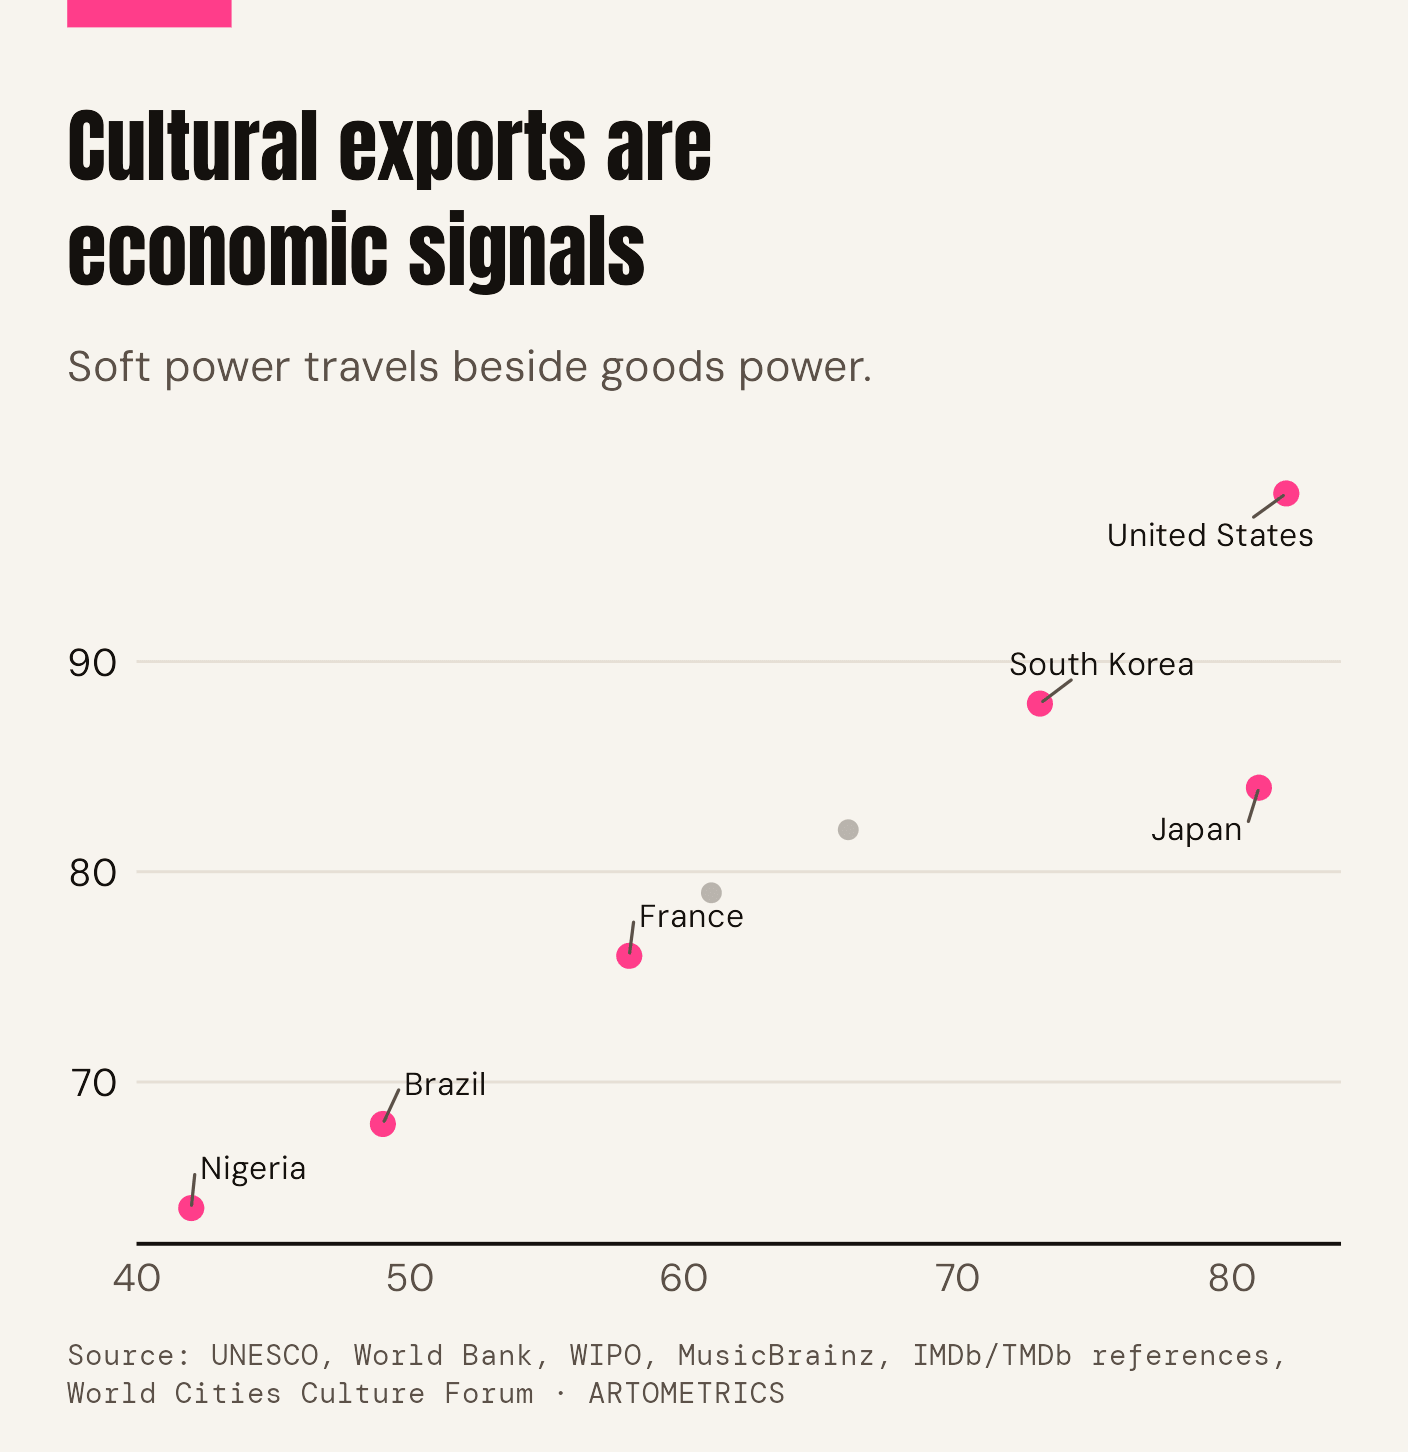 Cultural exports are
economic signals
Soft power travels beside goods power.
United States
90
South Korea
Japan
80
France
70
Brazil
Nigeria
40 50 60 70 80
Source: UNESCO, World Bank, WIPO, MusicBrainz, IMDb/TMDb references,
World Cities Culture Forum · ARTOMETRICS